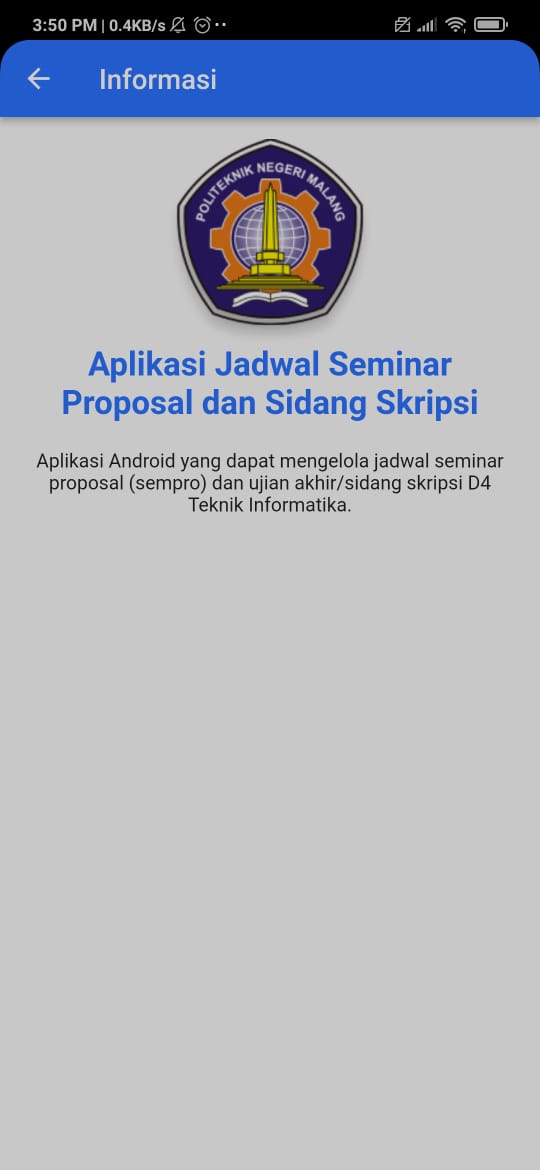 3:50 PM | 0.4KB/s
Informasi
POLITEKNIK NEGERI MALANG
Aplikasi Jadwal Seminar
Proposal dan Sidang Skripsi
Aplikasi Android yang dapat mengelola jadwal seminar
proposal (sempro) dan ujian akhir/sidang skripsi D4
Teknik Informatika.